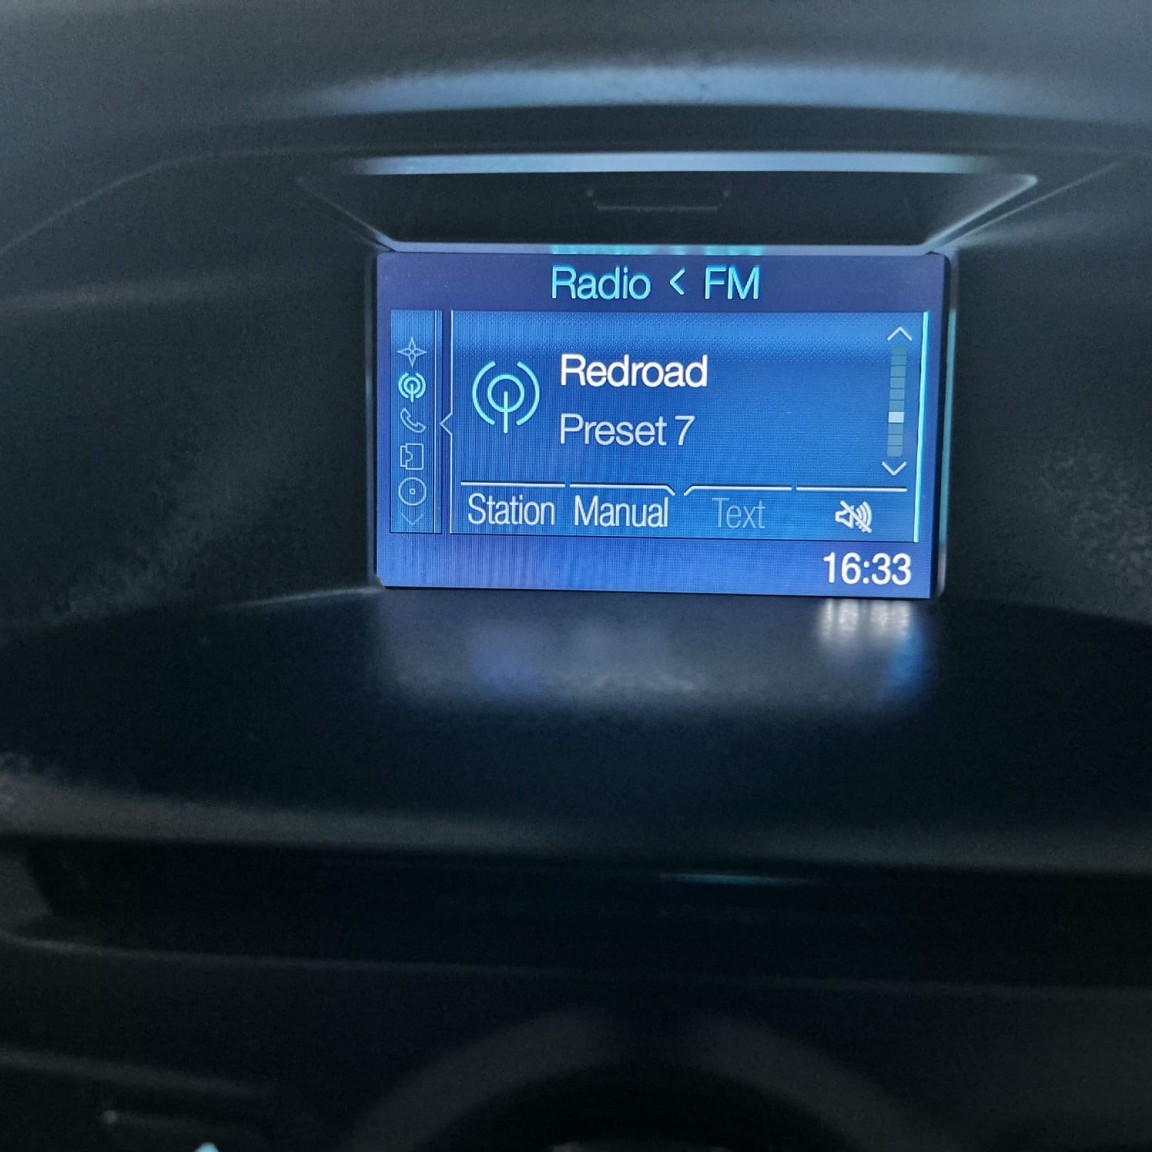 Radio < FM
Redroad
Preset 7
Station Manual Text
16:33